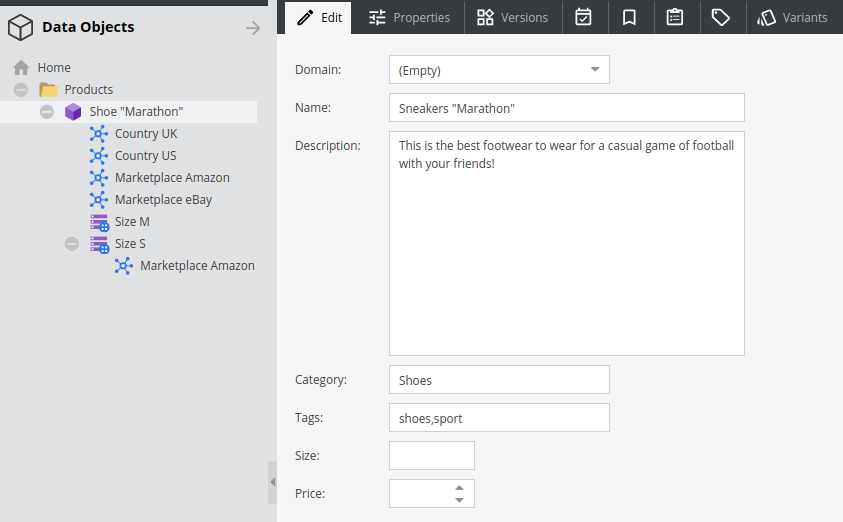 Data Objects
Home
Products
Shoe "Marathon"
Country UK
Country US
Marketplace Amazon
Marketplace eBay
Size M
Size S
Marketplace Amazon
Edit
Properties
Versions
Variants
Domain:
(Empty)
Name:
Sneakers "Marathon"
Description:
This is the best footwear to wear for a casual game of football
with your friends!
Category:
Shoes
Tags:
shoes,sport
Size:
Price: